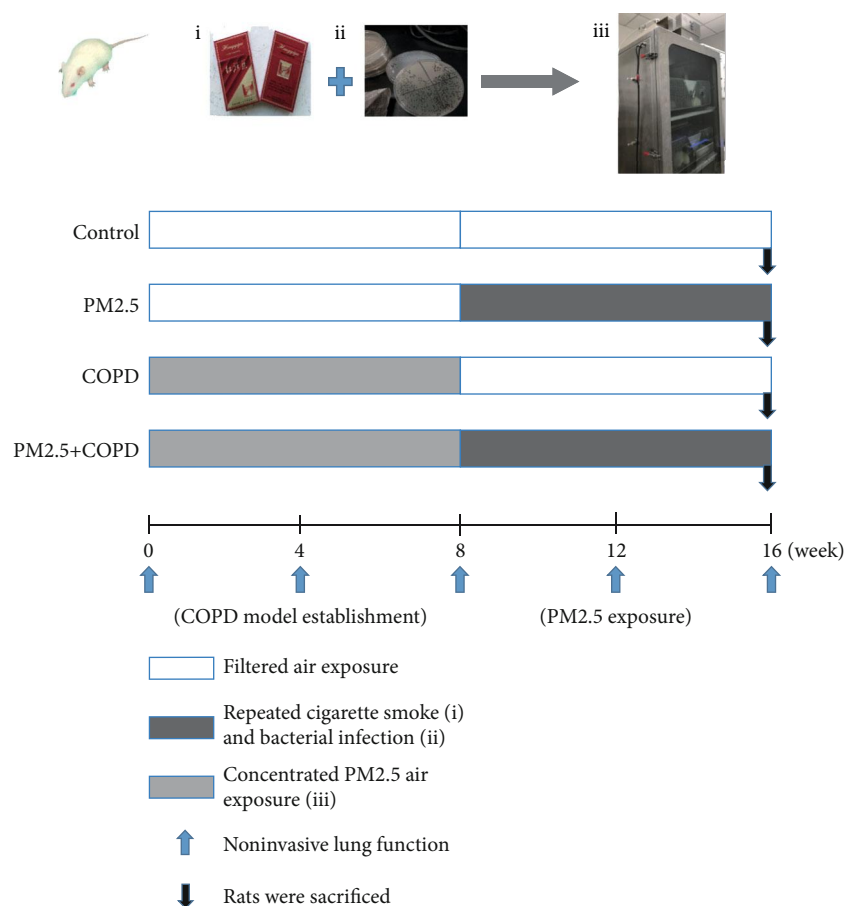 i
ii
iii
Control
PM2.5
COPD
PM2.5+COPD
0 4 8 12 16 (week)
(COPD model establishment) (PM2.5 exposure)
Filtered air exposure
Repeated cigarette smoke (i)
and bacterial infection (ii)
Concentrated PM2.5 air
exposure (iii)
Noninvasive lung function
Rats were sacrificed